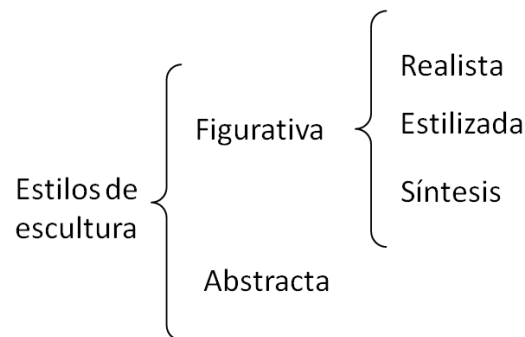 Estilos de
escultura
Figurativa
Realista
Estilizada
Síntesis
Abstracta